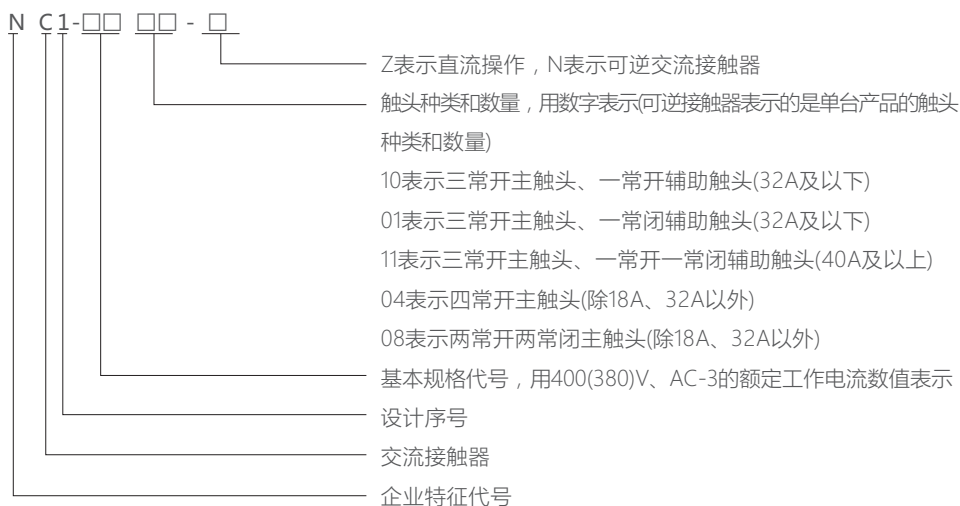 N C1-□□ □□ - □
Z表示直流操作，N表示可逆交流接触器
触头种类和数量，用数字表示(可逆接触器表示的是单台产品的触头
种类和数量)
10表示三常开主触头、一常开辅助触头(32A及以下)
01表示三常开主触头、一常闭辅助触头(32A及以下)
11表示三常开主触头、一常开一常闭辅助触头(40A及以上)
04表示四常开主触头(除18A、32A以外)
08表示两常开两常闭主触头(除18A、32A以外)
基本规格代号，用400(380)V、AC-3的额定工作电流数值表示
设计序号
交流接触器
企业特征代号